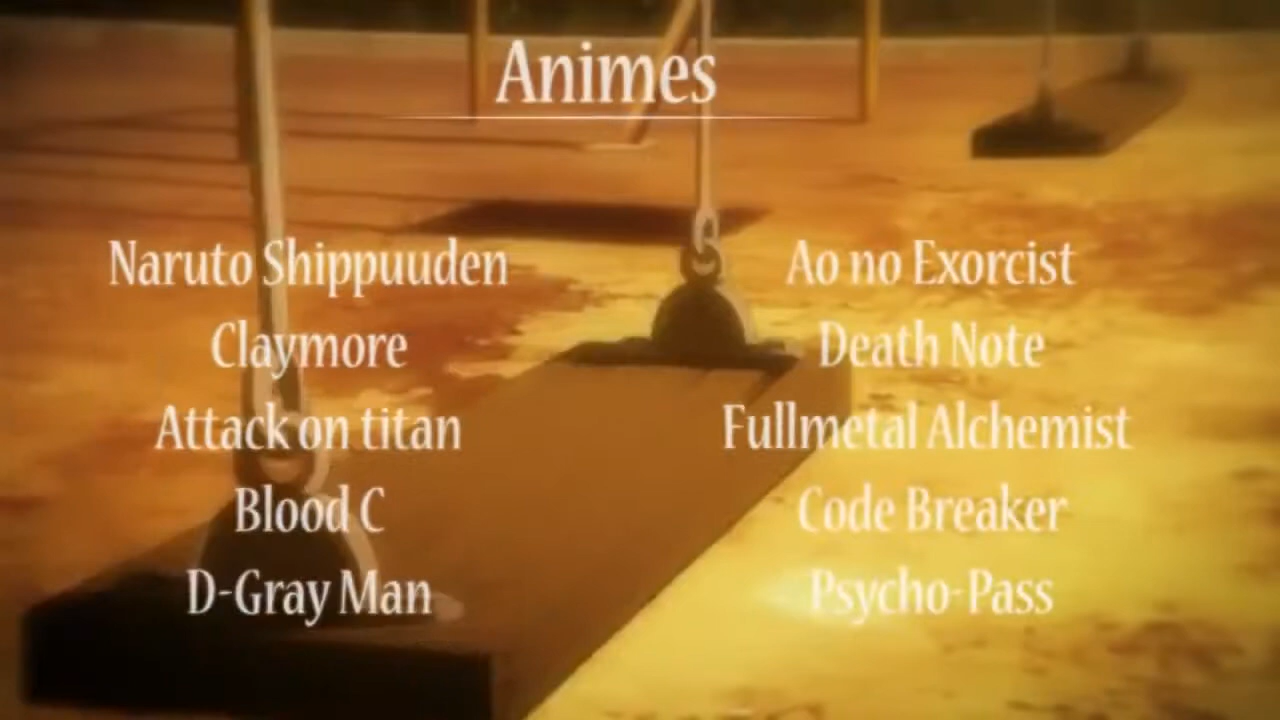 Animes
Naruto Shippuuden
Claymore
Attack on titan
Blood C
D-Gray Man
Ao no Exorcist
Death Note
Fullmetal Alchemist
Code Breaker
Psycho-Pass